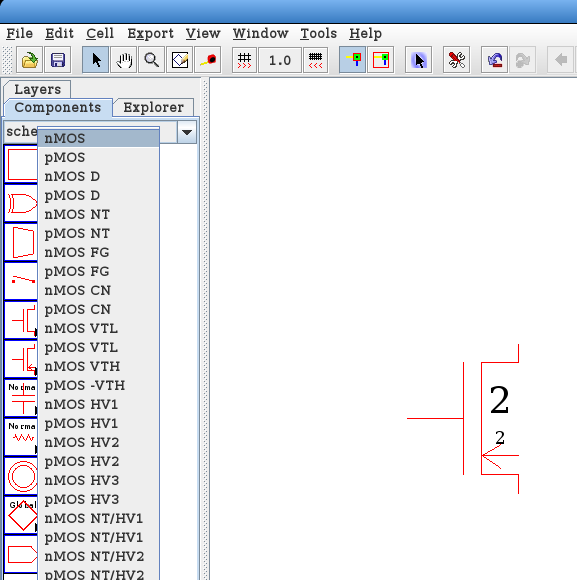 File Edit Cell Export View Window Tools Help
1.0
Layers
Components Explorer
sche
nMOS
pMOS
nMOS D
pMOS D
nMOS NT
pMOS NT
nMOS FG
pMOS FG
nMOS CN
pMOS CN
nMOS VTL
pMOS VTL
nMOS VTH
pMOS -VTH
nMOS HV1
pMOS HV1
nMOS HV2
pMOS HV2
nMOS HV3
pMOS HV3
nMOS NT/HV1
pMOS NT/HV1
nMOS NT/HV2
pMOS NT/HV2
Norma
Norma
2
2